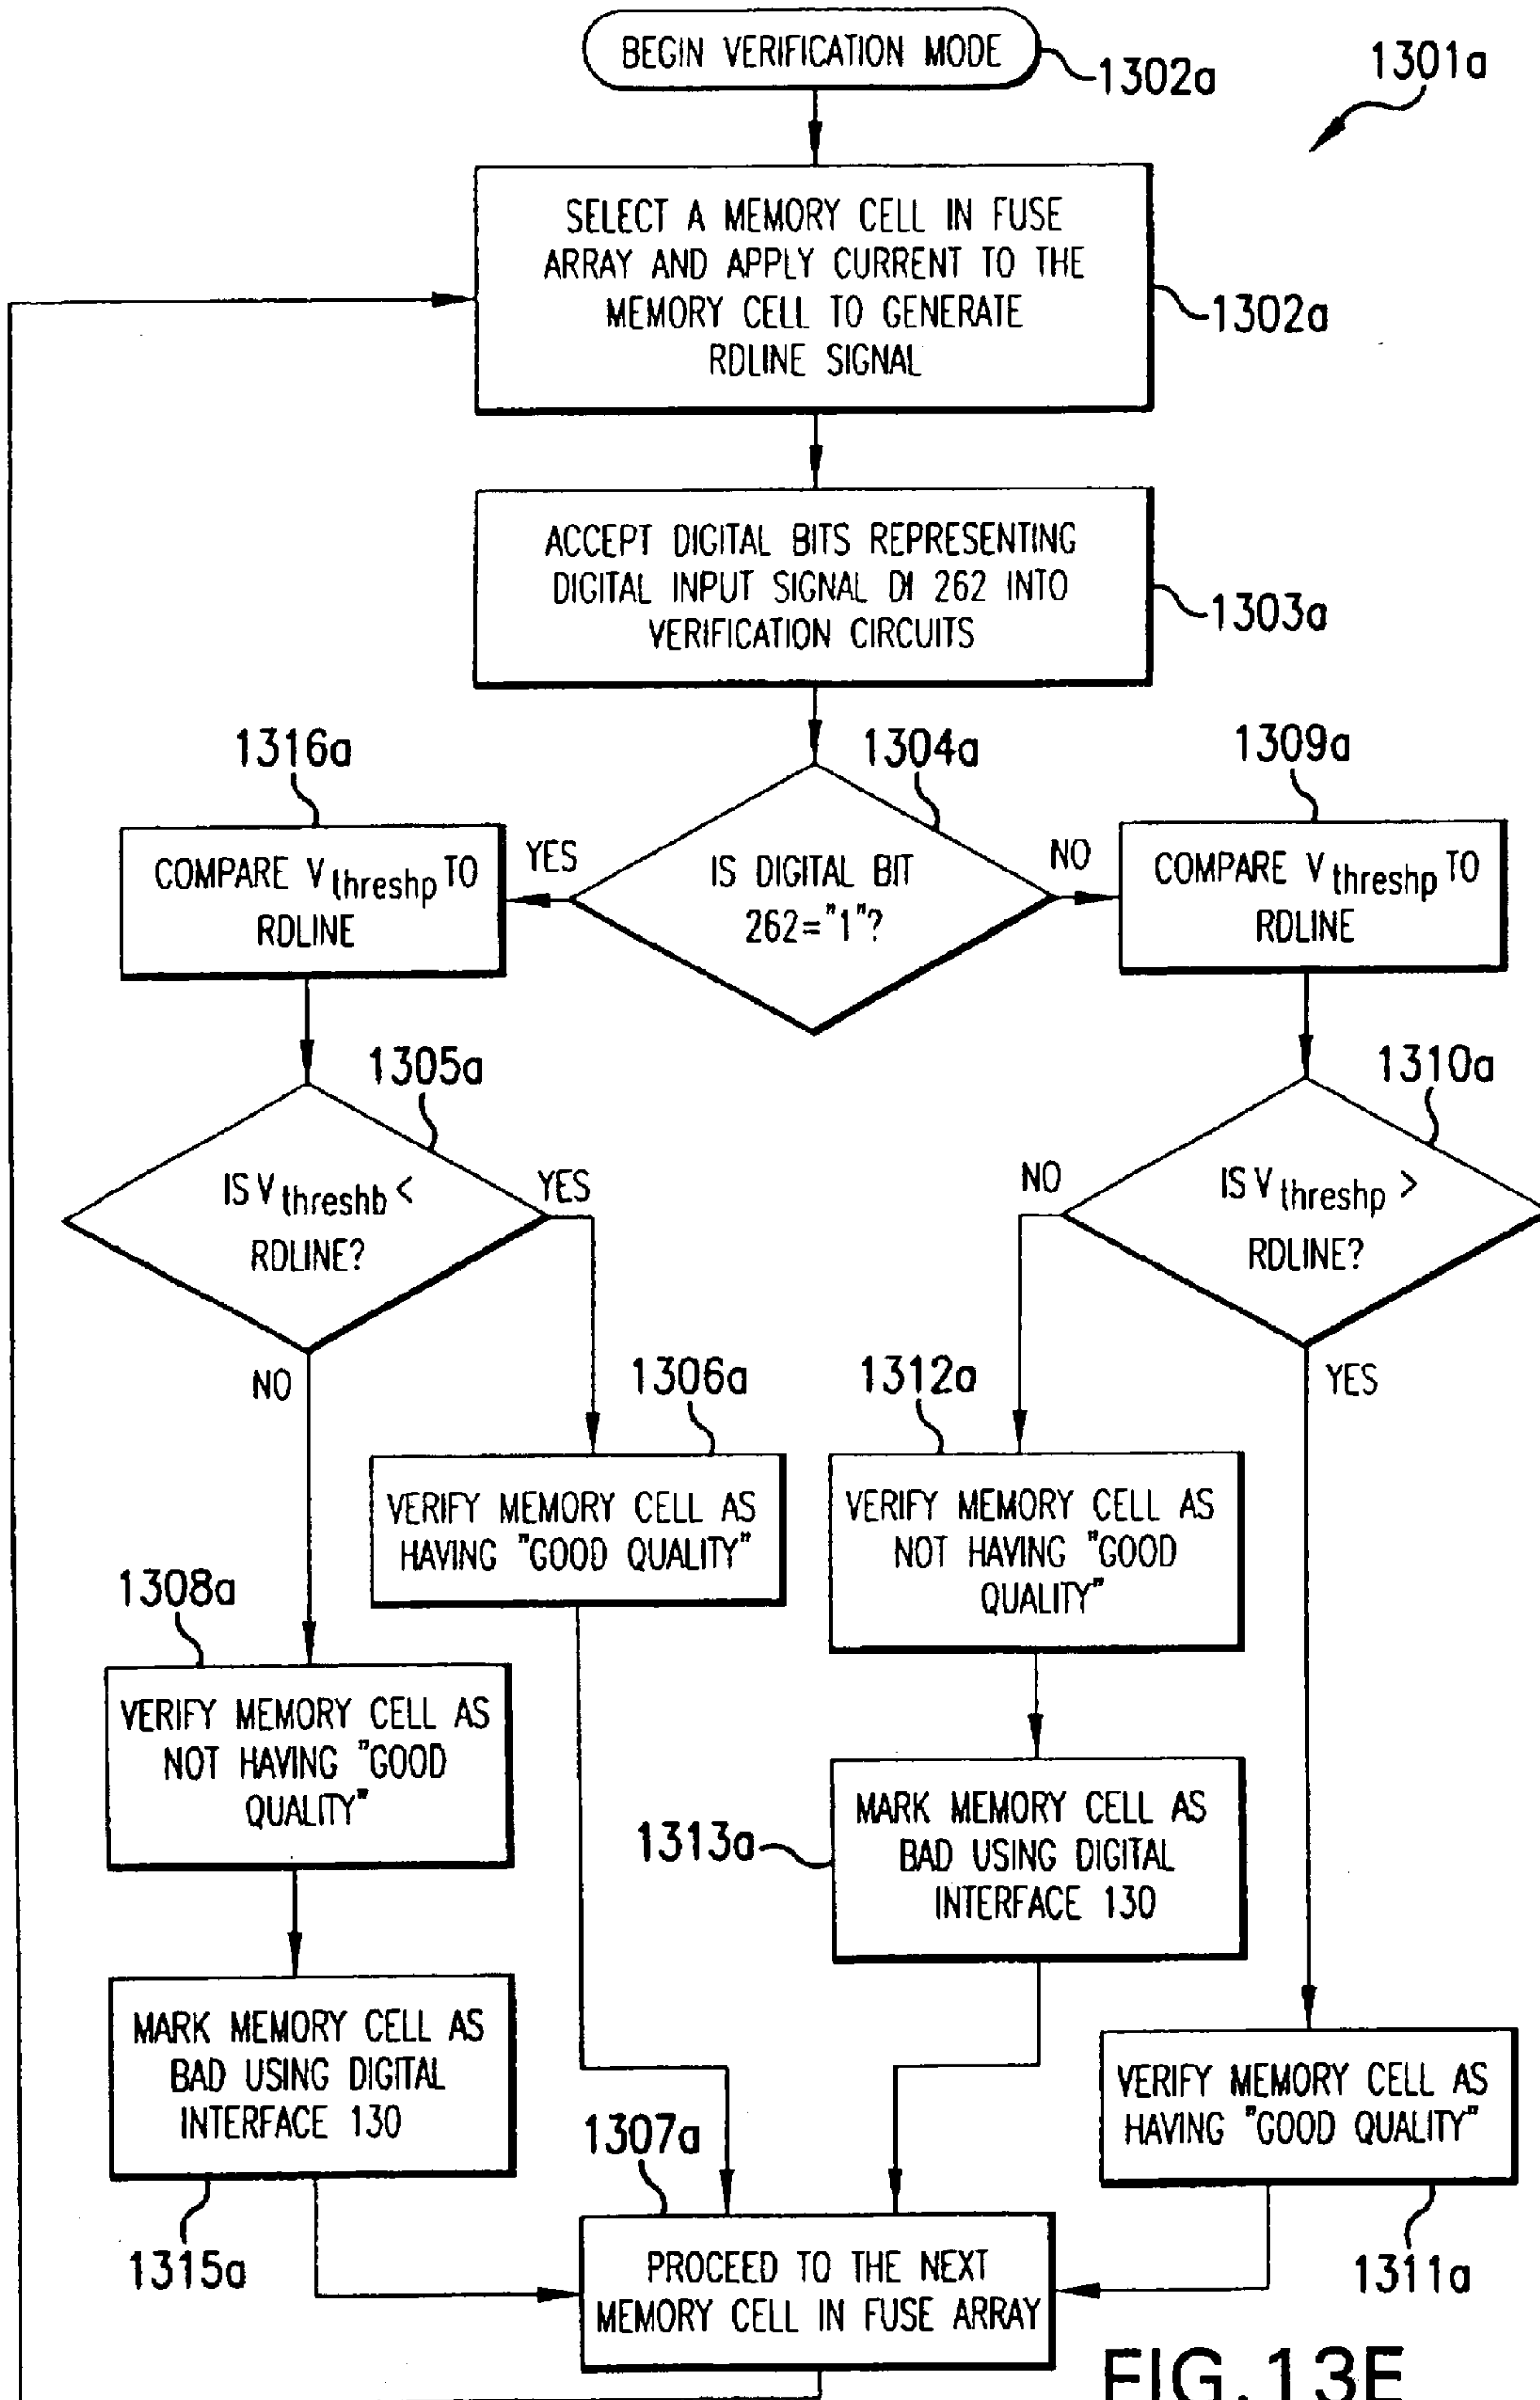 BEGIN VERIFICATION MODE
1302a
1301a
SELECT A MEMORY CELL IN FUSE
ARRAY AND APPLY CURRENT TO THE
MEMORY CELL TO GENERATE
RDLINE SIGNAL
1302a
ACCEPT DIGITAL BITS REPRESENTING
DIGITAL INPUT SIGNAL DI 262 INTO
VERIFICATION CIRCUITS
1303a
1316a
1304a
1309a
COMPARE Vthreshp TO
RDLINE
YES
IS DIGITAL BIT
262="1"?
NO
COMPARE Vthreshp TO
RDLINE
1305a
1310a
IS Vthreshb <
RDLINE?
YES
NO
IS Vthreshp >
RDLINE?
NO
YES
1306a
1312a
VERIFY MEMORY CELL AS
HAVING "GOOD QUALITY"
VERIFY MEMORY CELL AS
NOT HAVING "GOOD
QUALITY"
1308a
VERIFY MEMORY CELL AS
NOT HAVING "GOOD
QUALITY"
1313a
MARK MEMORY CELL AS
BAD USING DIGITAL
INTERFACE 130
MARK MEMORY CELL AS
BAD USING DIGITAL
INTERFACE 130
1315a
VERIFY MEMORY CELL AS
HAVING "GOOD QUALITY"
1311a
1307a
PROCEED TO THE NEXT
MEMORY CELL IN FUSE ARRAY
FIG.13E